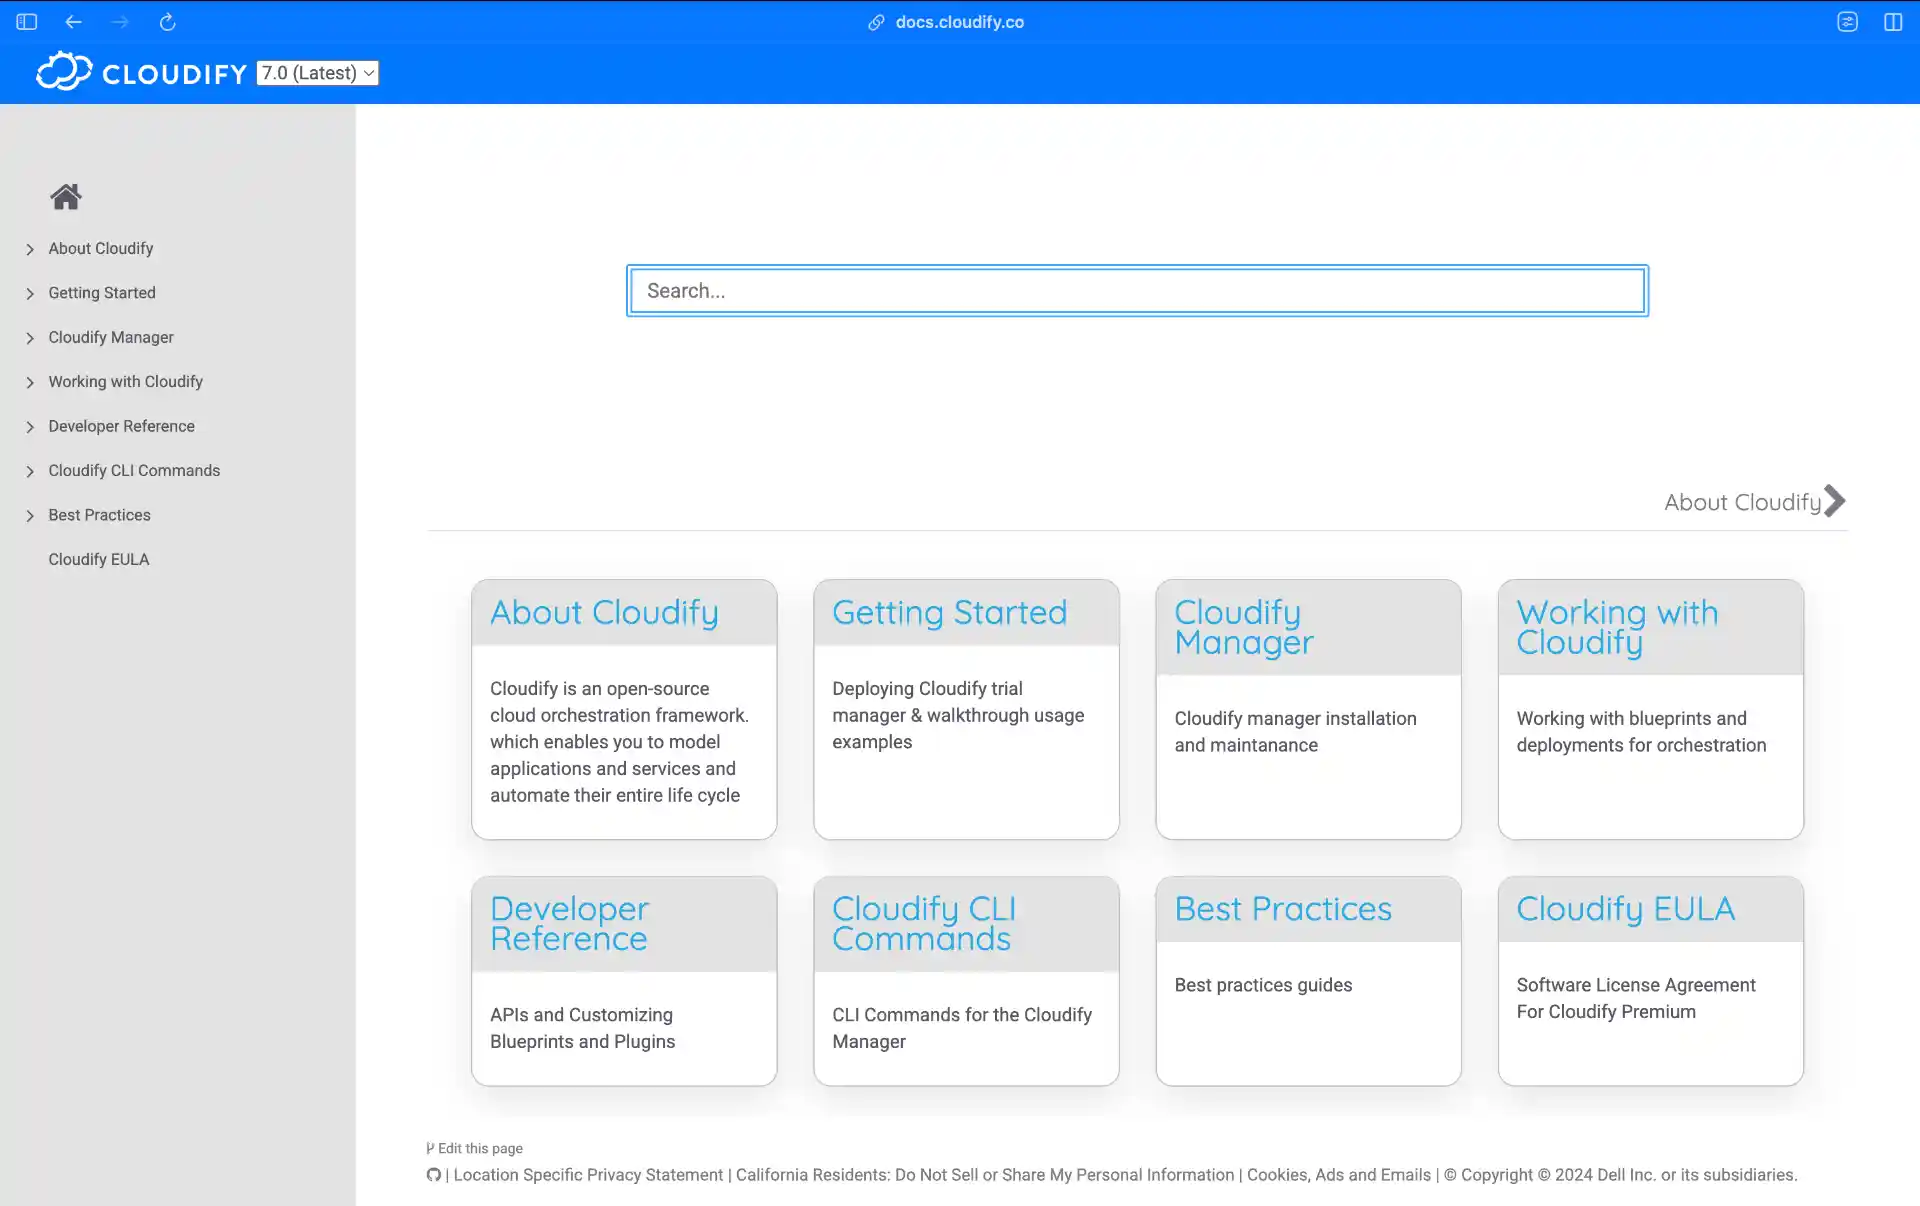 docs.cloudify.co
CLOUDIFY 7.0 (Latest)
About Cloudify
Getting Started
Cloudify Manager
Working with Cloudify
Developer Reference
Cloudify CLI Commands
Best Practices
Cloudify EULA
Search...
About Cloudify
About Cloudify
Cloudify is an open-source
cloud orchestration framework.
which enables you to model
applications and services and
automate their entire life cycle
Getting Started
Deploying Cloudify trial
manager & walkthrough usage
examples
Cloudify
Manager
Cloudify manager installation
and maintanance
Working with
Cloudify
Working with blueprints and
deployments for orchestration
Developer
Reference
APIs and Customizing
Blueprints and Plugins
Cloudify CLI
Commands
CLI Commands for the Cloudify
Manager
Best Practices
Best practices guides
Cloudify EULA
Software License Agreement
For Cloudify Premium
Edit this page
| Location Specific Privacy Statement | California Residents: Do Not Sell or Share My Personal Information | Cookies, Ads and Emails | © Copyright © 2024 Dell Inc. or its subsidiaries.